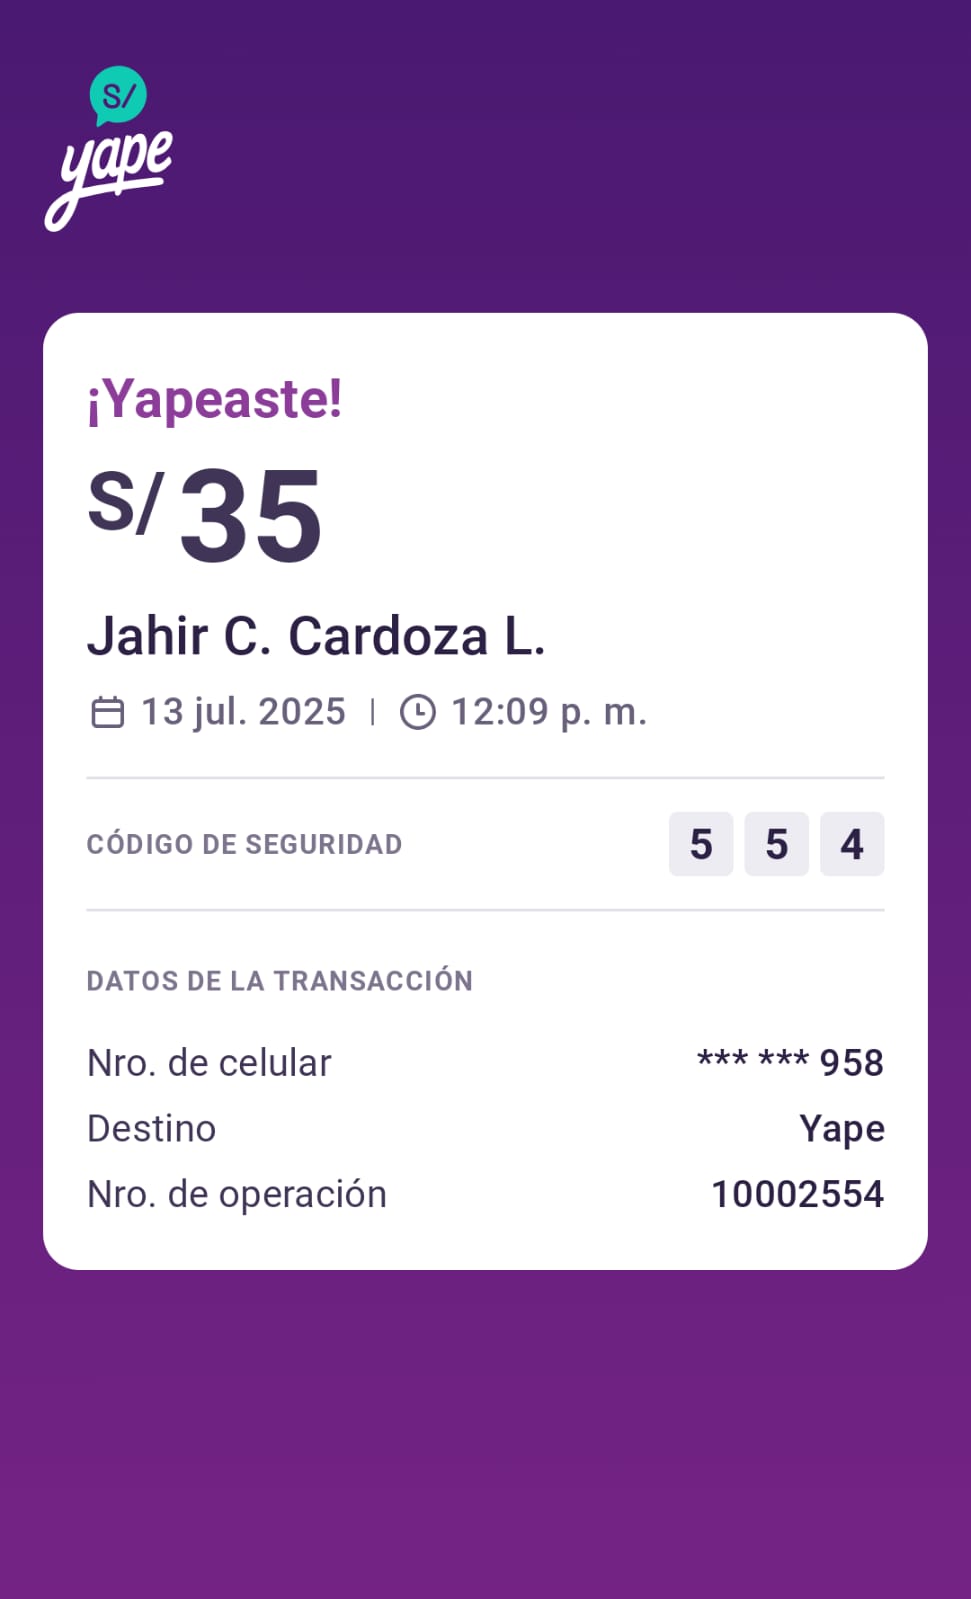 S/
yape
¡Yapeaste!
S/ 35
Jahir C. Cardoza L.
13 jul. 2025 | 12:09 p. m.
CÓDIGO DE SEGURIDAD 5 5 4
DATOS DE LA TRANSACCIÓN
Nro. de celular *** *** 958
Destino Yape
Nro. de operación 10002554